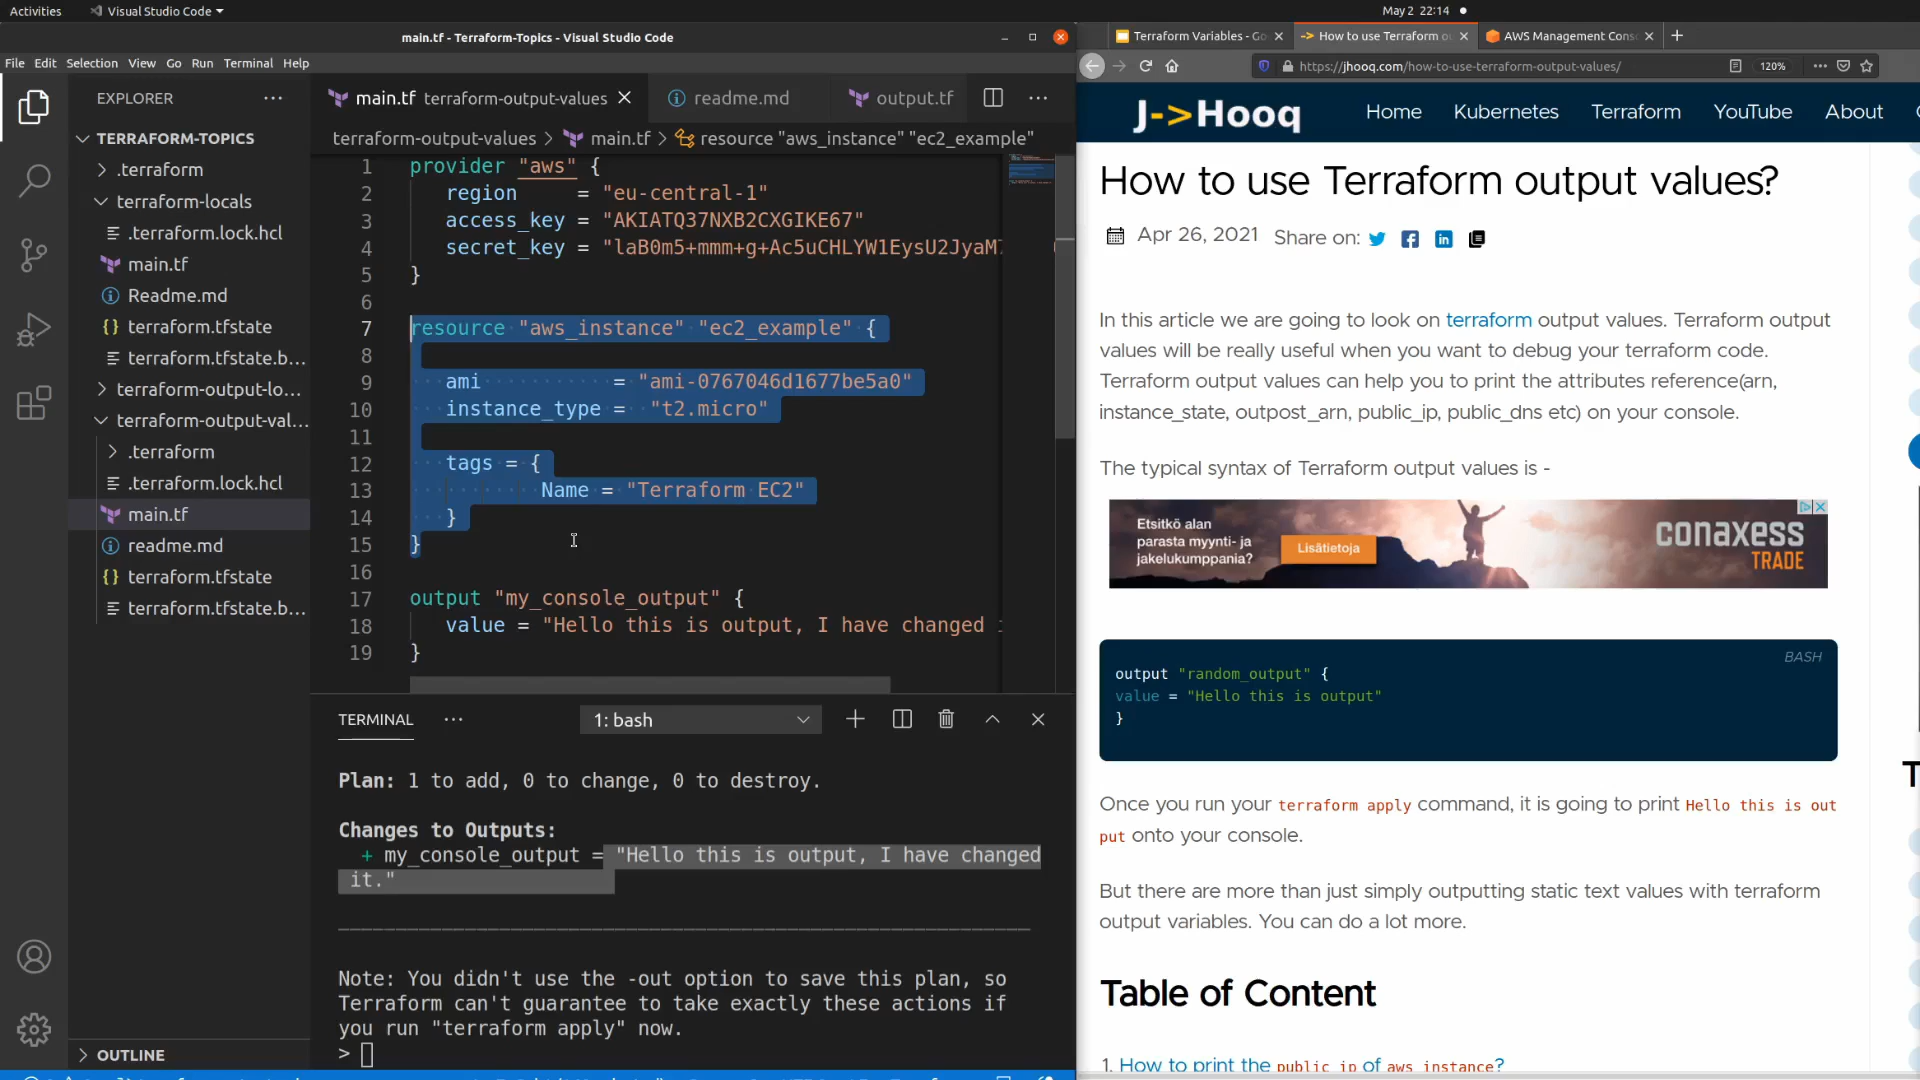 Activities
Visual Studio Code
May 2 22:14
main.tf - Terraform-Topics - Visual Studio Code
File Edit Selection View Go Run Terminal Help
EXPLORER
TERRAFORM-TOPICS
.terraform
terraform-locals
.terraform.lock.hcl
main.tf
Readme.md
terraform.tfstate
terraform.tfstate.b...
terraform-output-lo...
terraform-output-val...
.terraform
.terraform.lock.hcl
main.tf
readme.md
terraform.tfstate
terraform.tfstate.b...
OUTLINE
main.tf terraform-output-values
readme.md
output.tf
terraform-output-values > main.tf > resource "aws_instance" "ec2_example"
1 provider "aws" {
2 region = "eu-central-1"
3 access_key = "AKIATQ37NXB2CXGIKE67"
4 secret_key = "laB0m5+mmm+g+Ac5uCHLYW1EysU2JyaM
5 }
6
7 resource "aws_instance" "ec2_example" {
8
9 ami = "ami-0767046d1677be5a0"
10 instance_type = "t2.micro"
11
12 tags = {
13 Name = "Terraform EC2"
14 }
15 }
16
17 output "my_console_output" {
18 value = "Hello this is output, I have changed
19 }
TERMINAL
1: bash
Plan: 1 to add, 0 to change, 0 to destroy.
Changes to Outputs:
+ my_console_output = "Hello this is output, I have changed
it."
Note: You didn't use the -out option to save this plan, so
Terraform can't guarantee to take exactly these actions if
you run "terraform apply" now.
>
Terraform Variables - Go
How to use Terraform ou
AWS Management Cons
https://jhooq.com/how-to-use-terraform-output-values/
120%
J->Hooq
Home Kubernetes Terraform YouTube About
How to use Terraform output values?
Apr 26, 2021 Share on:
In this article we are going to look on terraform output values. Terraform output
values will be really useful when you want to debug your terraform code.
Terraform output values can help you to print the attributes reference(arn,
instance_state, outpost_arn, public_ip, public_dns etc) on your console.
The typical syntax of Terraform output values is -
Etsitkö alan
parasta myynti- ja
jakelukumppania?
Lisätietoja
conaxess
TRADE
BASH
output "random_output" {
value = "Hello this is output"
}
Once you run your terraform apply command, it is going to print Hello this is out
put onto your console.
But there are more than just simply outputting static text values with terraform
output variables. You can do a lot more.
Table of Content
1. How to print the public_ip of aws_instance?